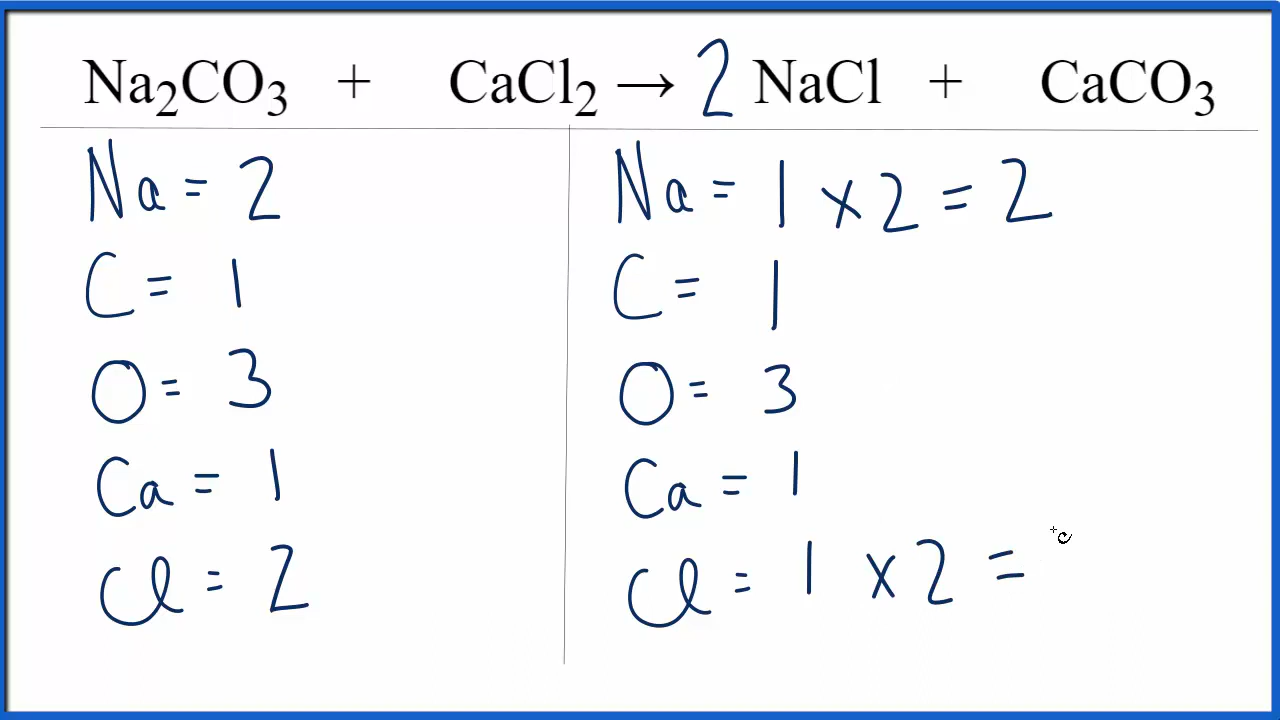 Na₂CO₃ + CaCl₂ → 2 NaCl + CaCO₃
Na = 2
C = 1
O = 3
Ca = 1
Cl = 2
Na = 1 x 2 = 2
C = 1
O = 3
Ca = 1
Cl = 1 x 2 =